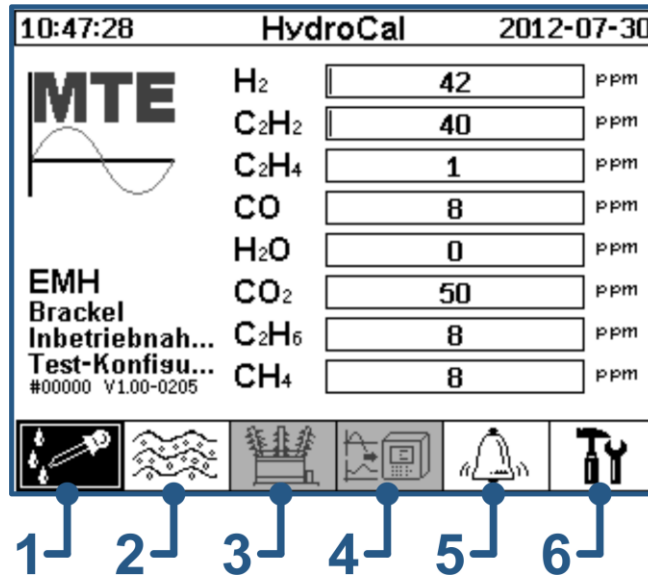 10:47:28 HydroCal 2012-07-30
MTE
H₂ 42 ppm
C₂H₂ 40 ppm
C₂H₄ 1 ppm
CO 8 ppm
H₂O 0 ppm
CO₂ 50 ppm
C₂H₆ 8 ppm
CH₄ 8 ppm
EMH
Brackel
Inbetriebnah...
Test-Konfigu...
#00000 V1.00-0205
1 2 3 4 5 6